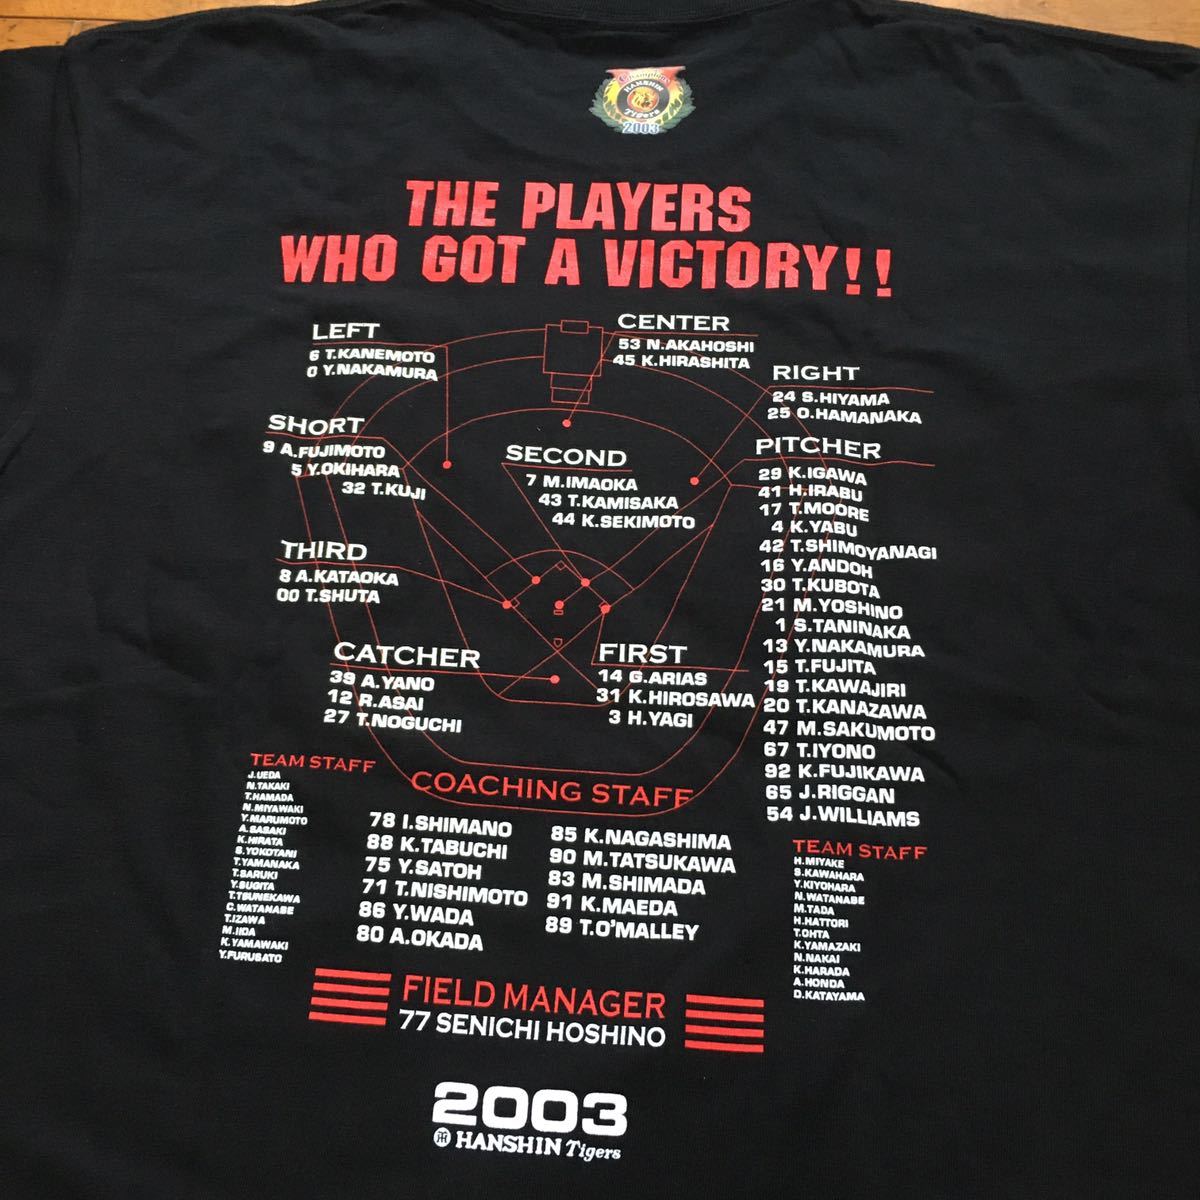 Champions
HANSHIN
Tigers
2003
THE PLAYERS
WHO GOT A VICTORY!!
LEFT
6 T.KANEMOTO
0 Y.NAKAMURA
CENTER
53 N.AKAHOSHI
45 K.HIRASHITA
RIGHT
24 S.HIYAMA
25 O.HAMANAKA
SHORT
9 A.FUJIMOTO
5 Y.OKIHARA
32 T.KUJI
SECOND
7 M.IMAOKA
43 T.KAMISAKA
44 K.SEKIMOTO
PITCHER
29 K.IGAWA
41 H.IRABU
17 T.MOORE
4 K.YABU
42 T.SHIMOYANAGI
16 Y.ANDOH
30 T.KUBOTA
21 M.YOSHINO
1 S.TANINAKA
13 Y.NAKAMURA
15 T.FUJITA
19 T.KAWAJIRI
20 T.KANAZAWA
47 M.SAKUMOTO
67 T.IYONO
92 K.FUJIKAWA
65 J.RIGGAN
54 J.WILLIAMS
THIRD
8 A.KATAOKA
00 T.SHUTA
CATCHER
39 A.YANO
12 R.ASAI
27 T.NOGUCHI
FIRST
14 G.ARIAS
31 K.HIROSAWA
3 H.YAGI
TEAM STAFF
J.UEDA
N.TAKAKI
T.HAMADA
N.MIYAWAKI
Y.MARUMOTO
A.SASAKI
K.HIRATA
S.YOKOTANI
T.YAMANAKA
T.SARUKI
Y.SUGITA
T.TSUNEKAWA
C.WATANABE
T.IZAWA
M.IIDA
K.YAMAWAKI
Y.FURUSATO
COACHING STAFF
78 I.SHIMANO
88 K.TABUCHI
75 Y.SATOH
71 T.NISHIMOTO
86 Y.WADA
80 A.OKADA
85 K.NAGASHIMA
90 M.TATSUKAWA
83 M.SHIMADA
91 K.MAEDA
89 T.O'MALLEY
TEAM STAFF
H.MIYAKE
S.KAWAHARA
Y.KIYOHARA
N.WATANABE
M.TADA
H.HATTORI
T.OHTA
K.YAMAZAKI
N.NAKAI
K.HARADA
A.HONDA
D.KATAYAMA
FIELD MANAGER
77 SENICHI HOSHINO
2003
HANSHIN Tigers